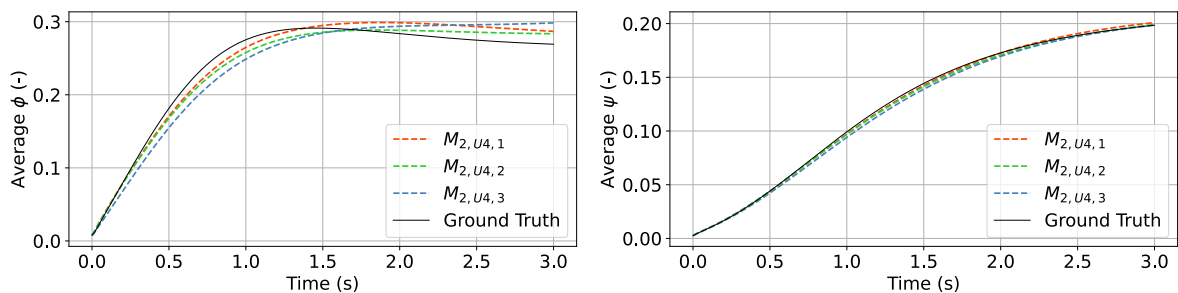 Average ϕ (-)
0.3
0.2
0.1
0.0
M2,U4,1
M2,U4,2
M2,U4,3
Ground Truth
0.0 0.5 1.0 1.5 2.0 2.5 3.0
Time (s)
Average ψ (-)
0.20
0.15
0.10
0.05
0.00
M2,U4,1
M2,U4,2
M2,U4,3
Ground Truth
0.0 0.5 1.0 1.5 2.0 2.5 3.0
Time (s)